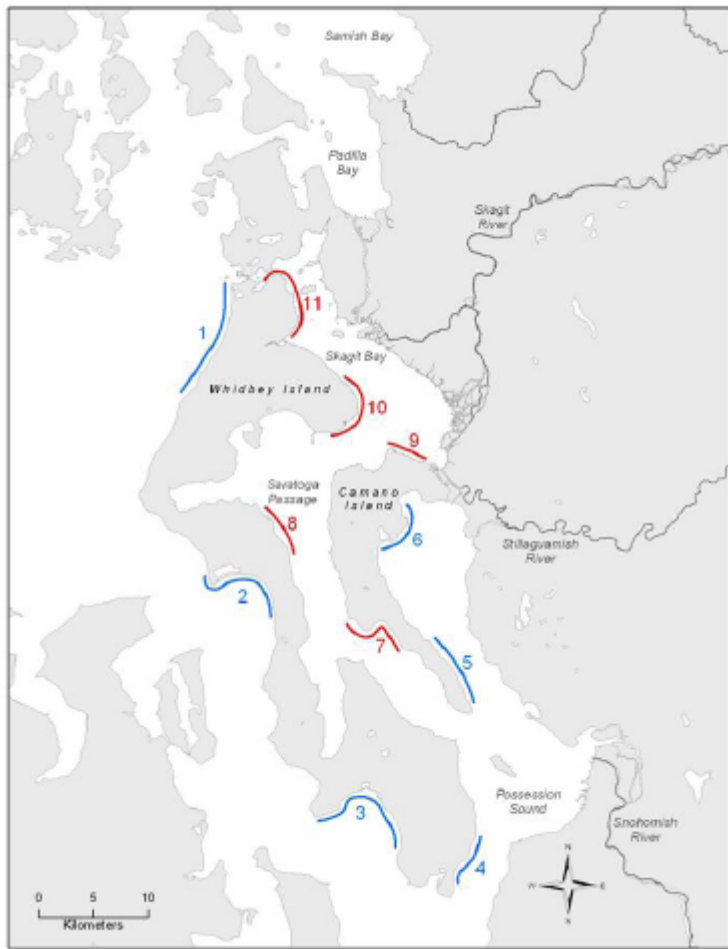 Samish Bay
Padilla
Bay
Skagit
River
11
1
Skagit Bay
Whidbey Island
10
9
Savatoga
Passage
Camano
Island
8
6
Stillaguamish
River
2
7
5
Possession
Sound
3
Snohomish
River
4
N
W E
S
0 5 10
Kilometers